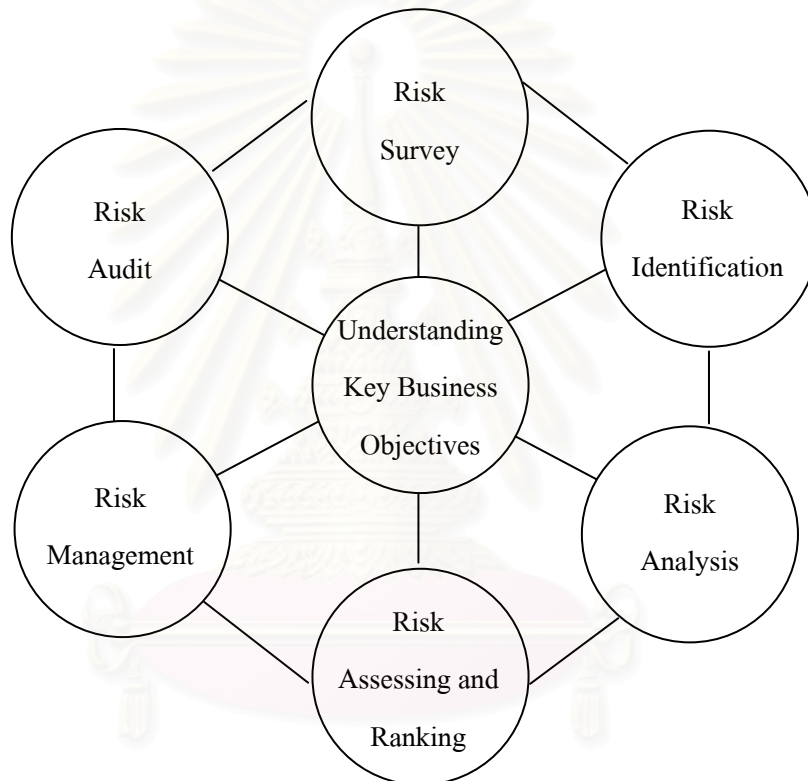 Risk
Survey
Risk
Identification
Risk
Analysis
Risk
Assessing and
Ranking
Risk
Management
Risk
Audit
Understanding
Key Business
Objectives